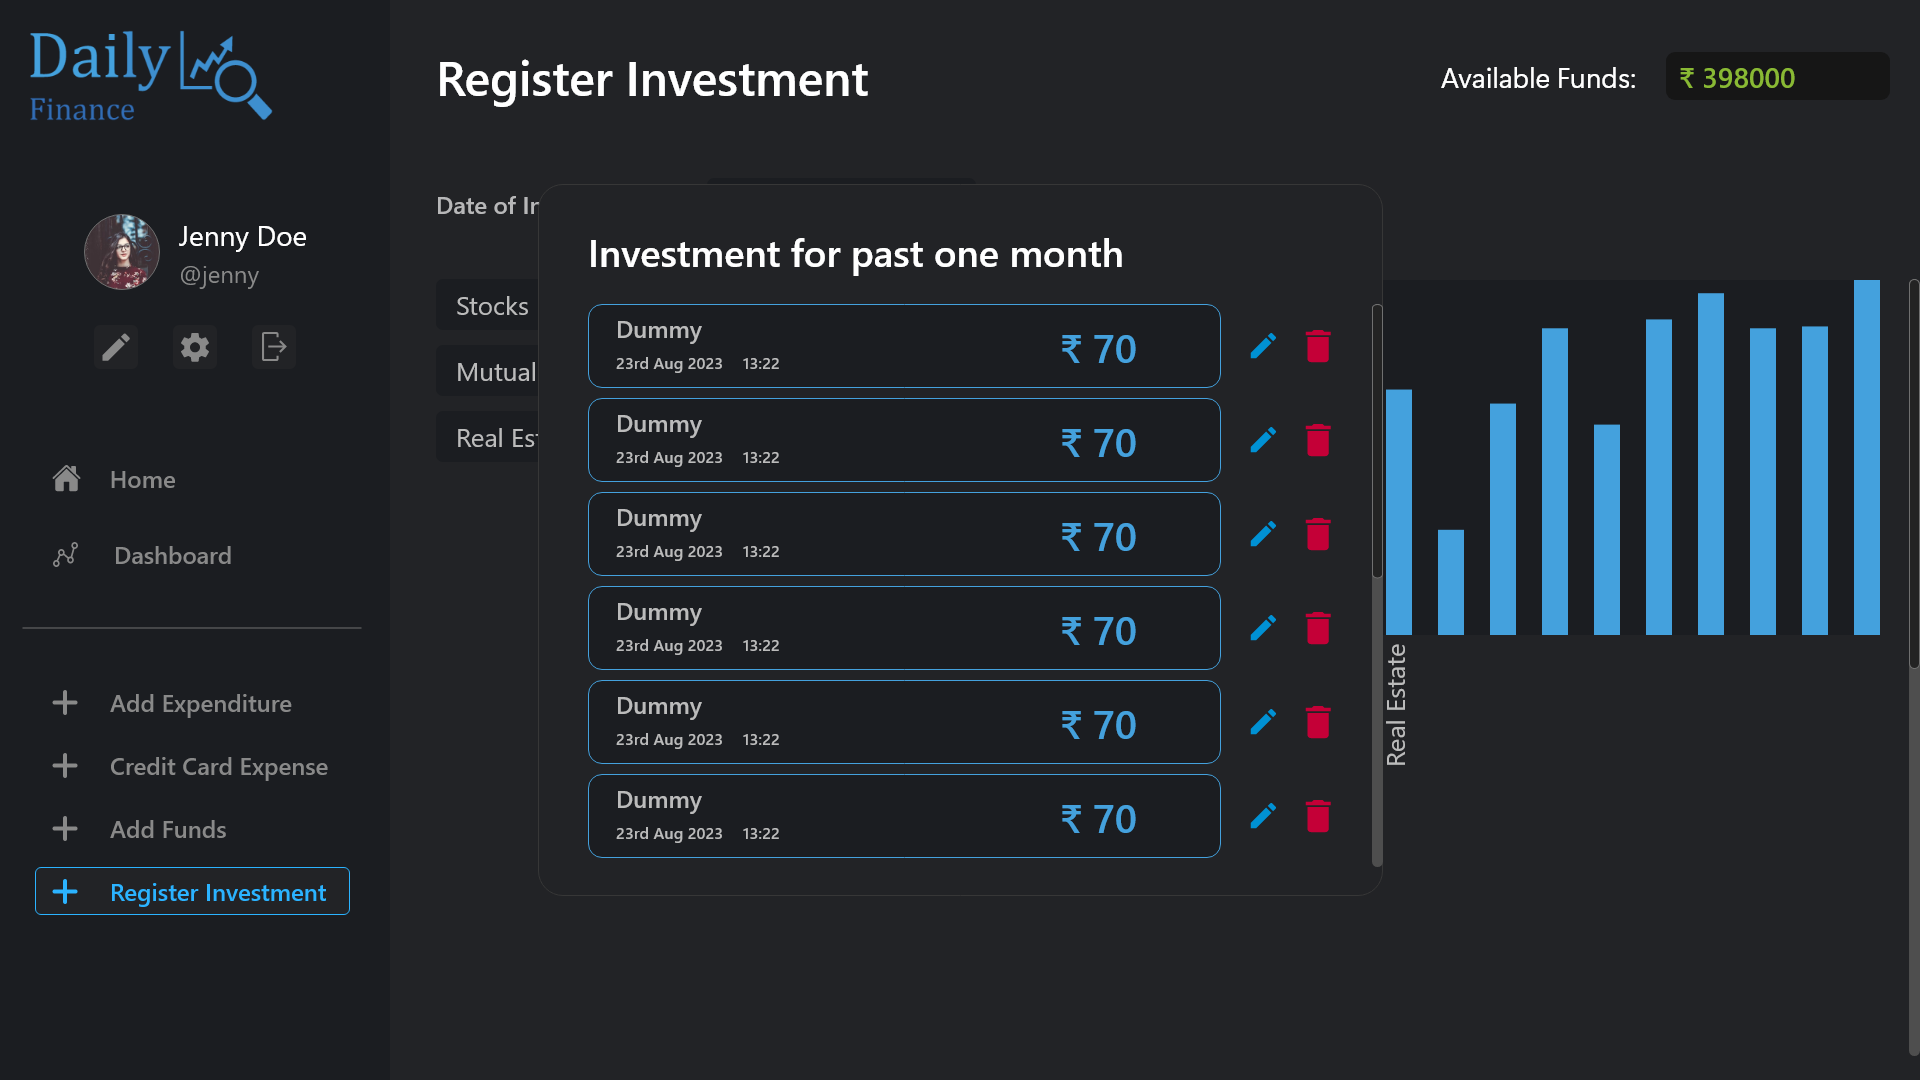 Daily
Finance
Jenny Doe
@jenny
Home
Dashboard
Add Expenditure
Credit Card Expense
Add Funds
Register Investment
Register Investment
Available Funds:
₹ 398000
Date of In
Stocks
Mutual
Real Est
Investment for past one month
Dummy
23rd Aug 2023 13:22
₹ 70
Dummy
23rd Aug 2023 13:22
₹ 70
Dummy
23rd Aug 2023 13:22
₹ 70
Dummy
23rd Aug 2023 13:22
₹ 70
Dummy
23rd Aug 2023 13:22
₹ 70
Dummy
23rd Aug 2023 13:22
₹ 70
Real Estate